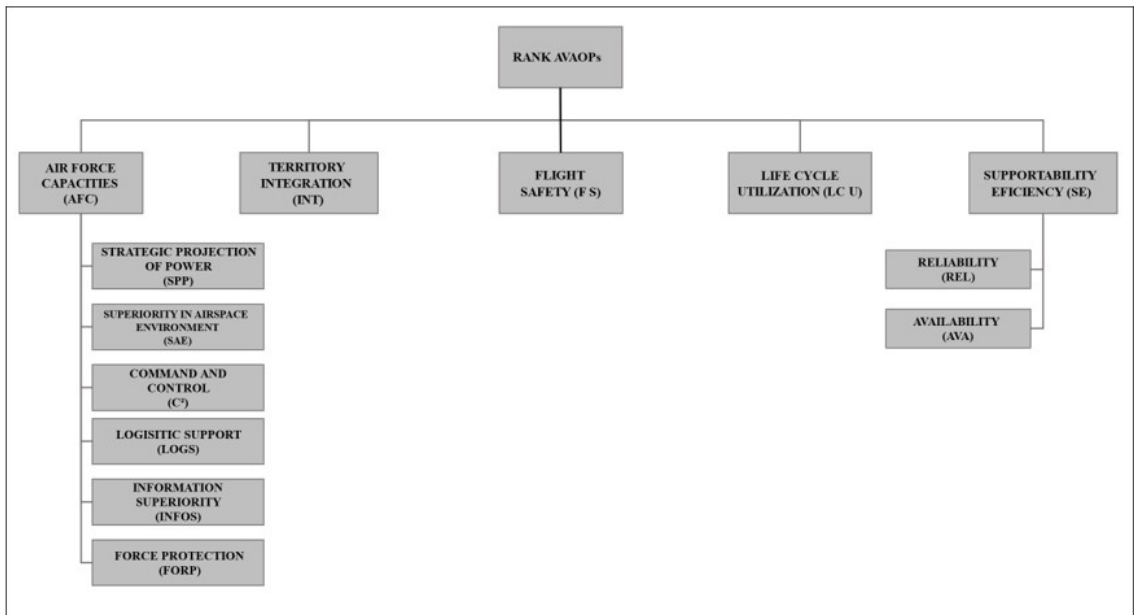 RANK AVAOPs
AIR FORCE
CAPACITIES
(AFC)
TERRITORY
INTEGRATION
(INT)
FLIGHT
SAFETY (F S)
LIFE CYCLE
UTILIZATION (LC U)
SUPPORTABILITY
EFICIENCY (SE)
STRATEGIC PROJECTION
OF POWER
(SPP)
SUPERIORITY IN AIRSPACE
ENVIRONMENT
(SAE)
COMMAND AND
CONTROL
(C²)
LOGISITIC SUPPORT
(LOGS)
INFORMATION
SUPERIORITY
(INFOS)
FORCE PROTECTION
(FORP)
RELIABILITY
(REL)
AVAILABILITY
(AVA)